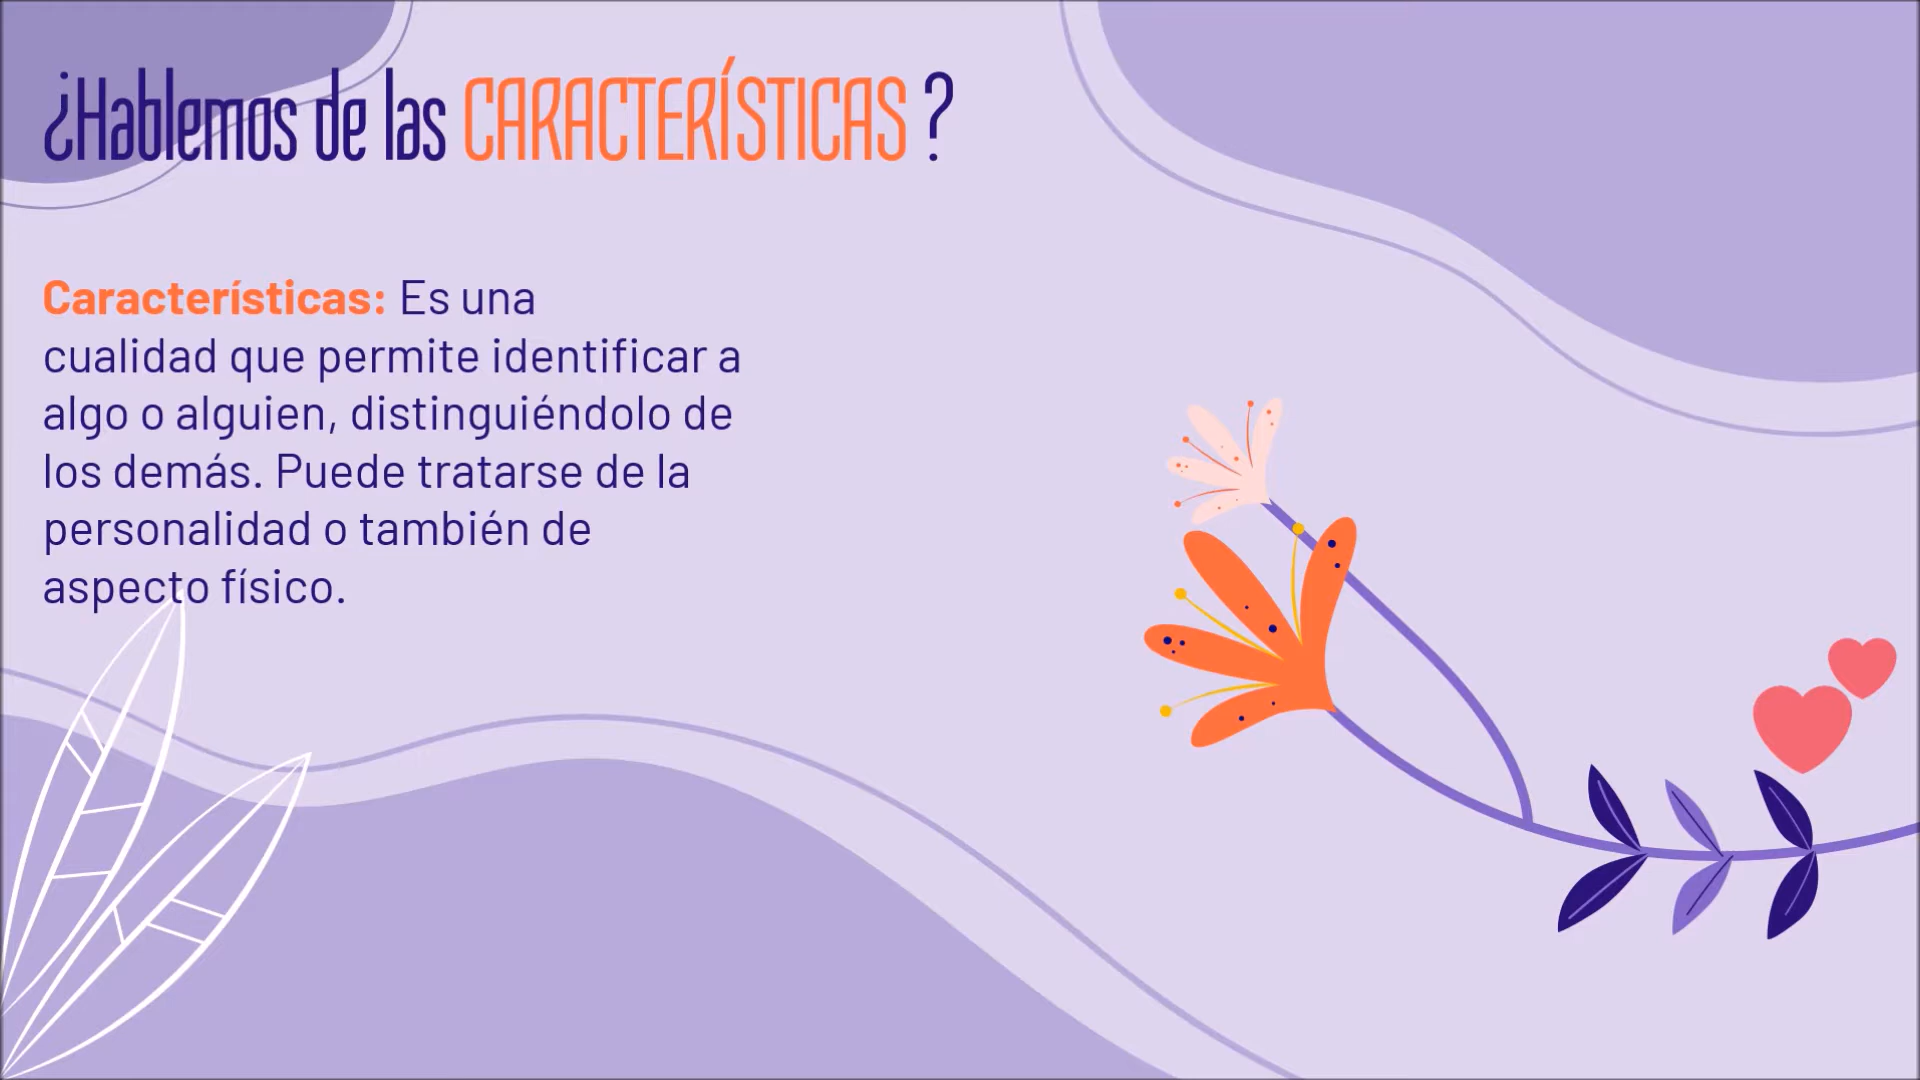 ¿Hablemos de las CARACTERÍSTICAS ?
Características: Es una
cualidad que permite identificar a
algo o alguien, distinguiéndolo de
los demás. Puede tratarse de la
personalidad o también de
aspecto físico.